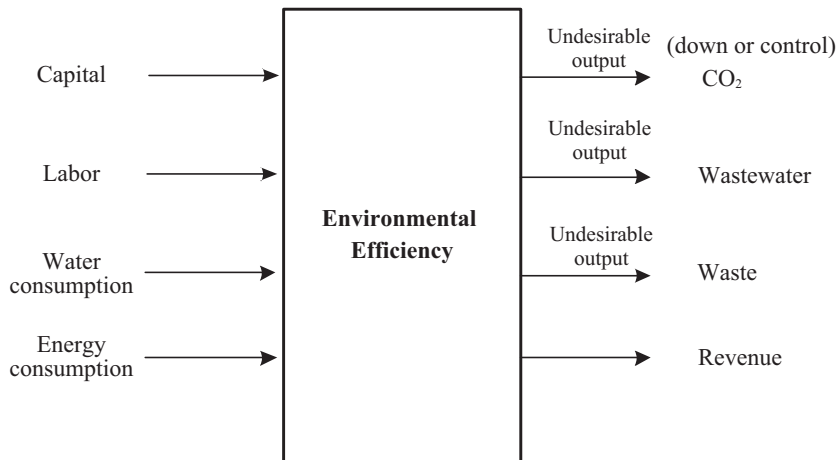 Capital
Labor
Water
consumption
Energy
consumption
Environmental
Efficiency
Undesirable
output
(down or control)
CO₂
Undesirable
output
Wastewater
Undesirable
output
Waste
Revenue